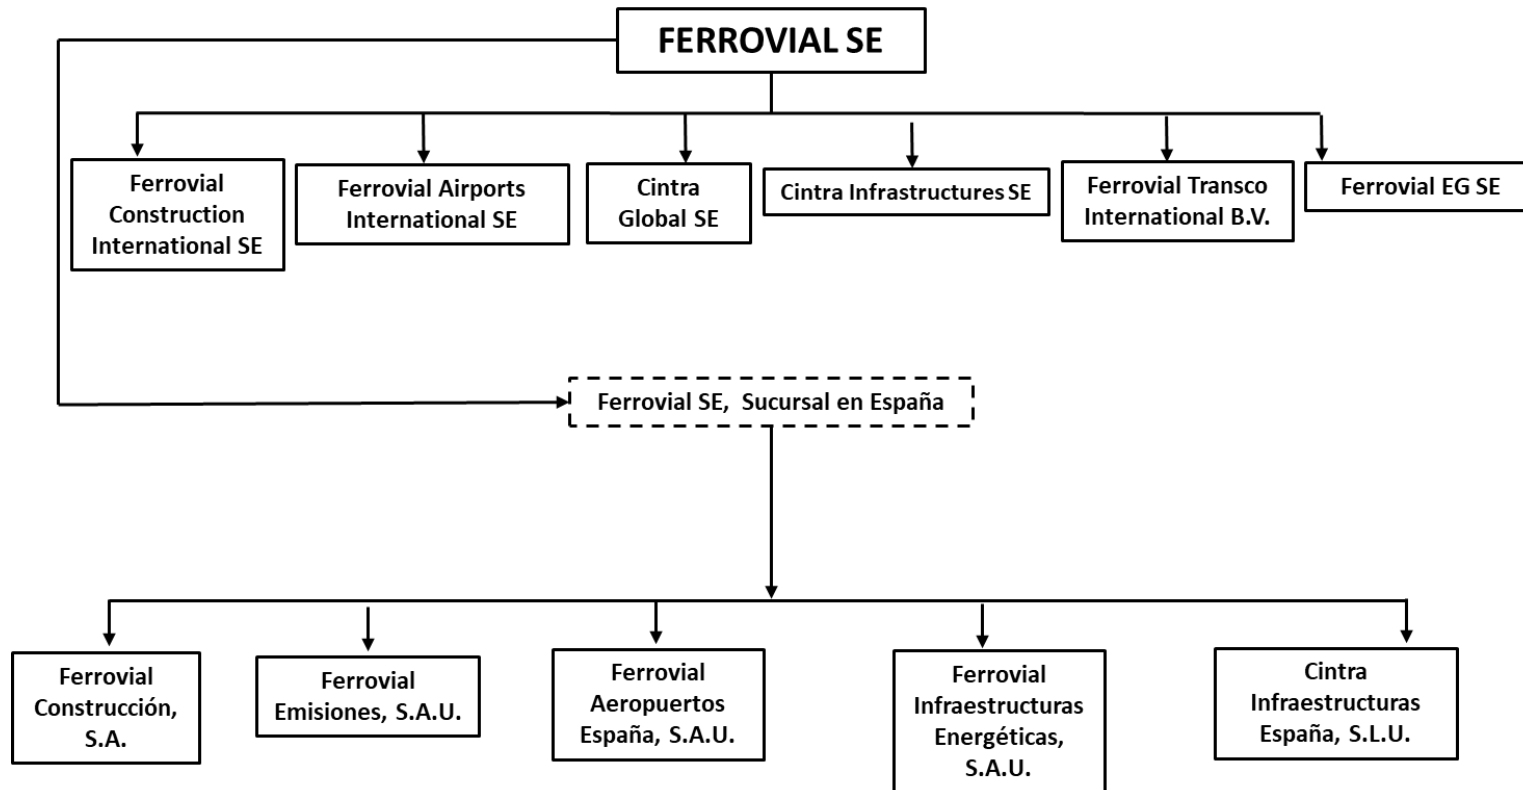 FERROVIAL SE
Ferrovial
Construction
International SE
Ferrovial Airports
International SE
Cintra
Global SE
Cintra Infrastructures SE
Ferrovial Transco
International B.V.
Ferrovial EG SE
Ferrovial SE, Sucursal en España
Ferrovial
Construcción,
S.A.
Ferrovial
Emisiones, S.A.U.
Ferrovial
Aeropuertos
España, S.A.U.
Ferrovial
Infraestructuras
Energéticas,
S.A.U.
Cintra
Infraestructuras
España, S.L.U.